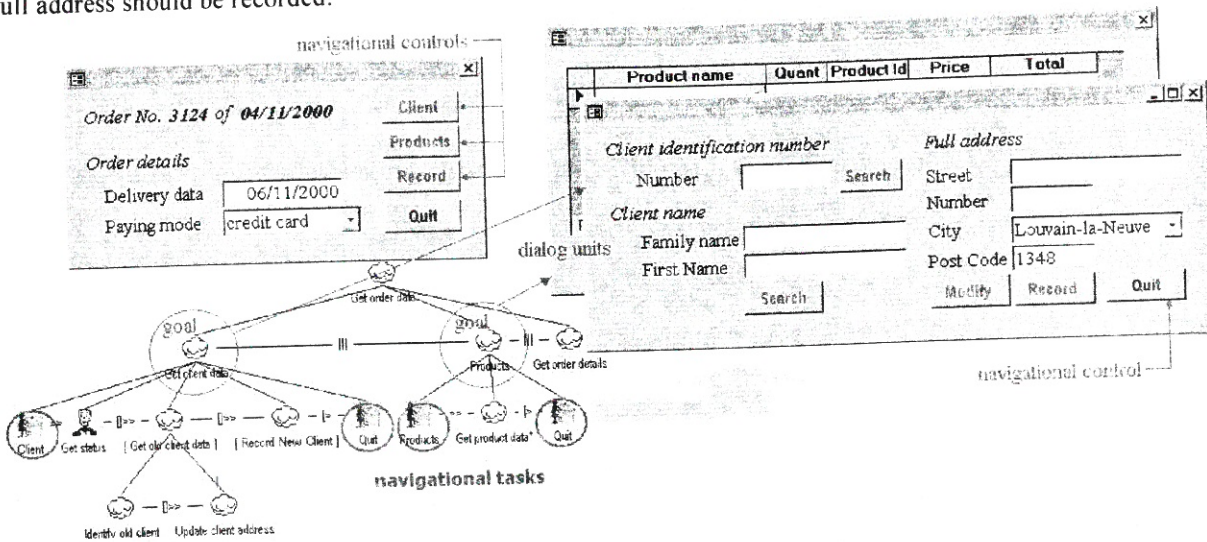 ull address should be recorded.
navigational controls
Order No. 3124 of 04/11/2000
Client
Products
Order details
Record
Delivery data 06/11/2000
Paying mode credit card
Quit
Product name Quant Product Id Price Total
Client identification number
Number
Search
Client name
Family name
First Name
Search
Full address
Street
Number
City Louvain-la-Neuve
Post Code 1348
Modify Record Quit
dialog units
navigational control
Get order data
goal
goal
|||
|||
Get client data
Products
Get order details
[]>>
[]>>
[>
>>
[>
Client
Get status
[ Get old client data ]
[ Record New Client ]
Quit
Products
Get product data*
Quit
navigational tasks
[]>>
Identify old client
Update client address